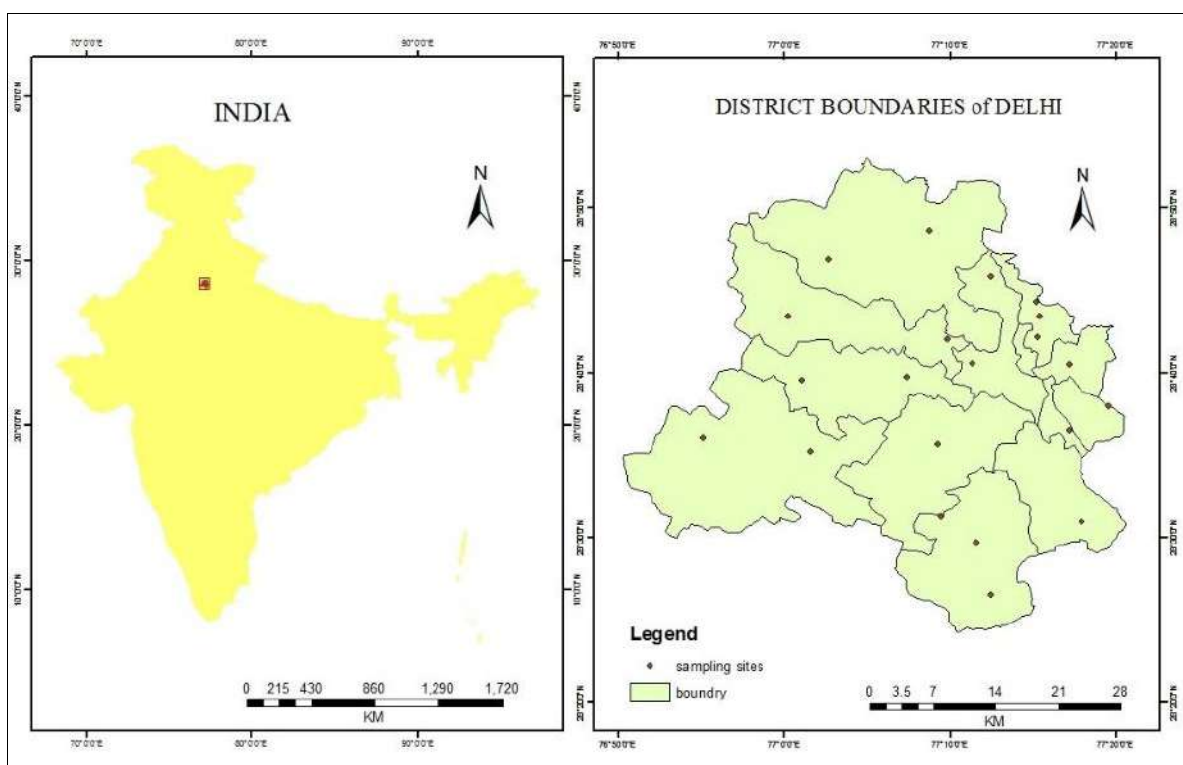 70°0'0"E 80°0'0"E 90°0'0"E
INDIA
N
0 215 430 860 1,290 1,720
KM
70°0'0"E 80°0'0"E 90°0'0"E
76°50'0"E 77°0'0"E 77°10'0"E 77°20'0"E
DISTRICT BOUNDARIES of DELHI
N
Legend
sampling sites
boundry
0 3.5 7 14 21 28
KM
76°50'0"E 77°0'0"E 77°10'0"E 77°20'0"E